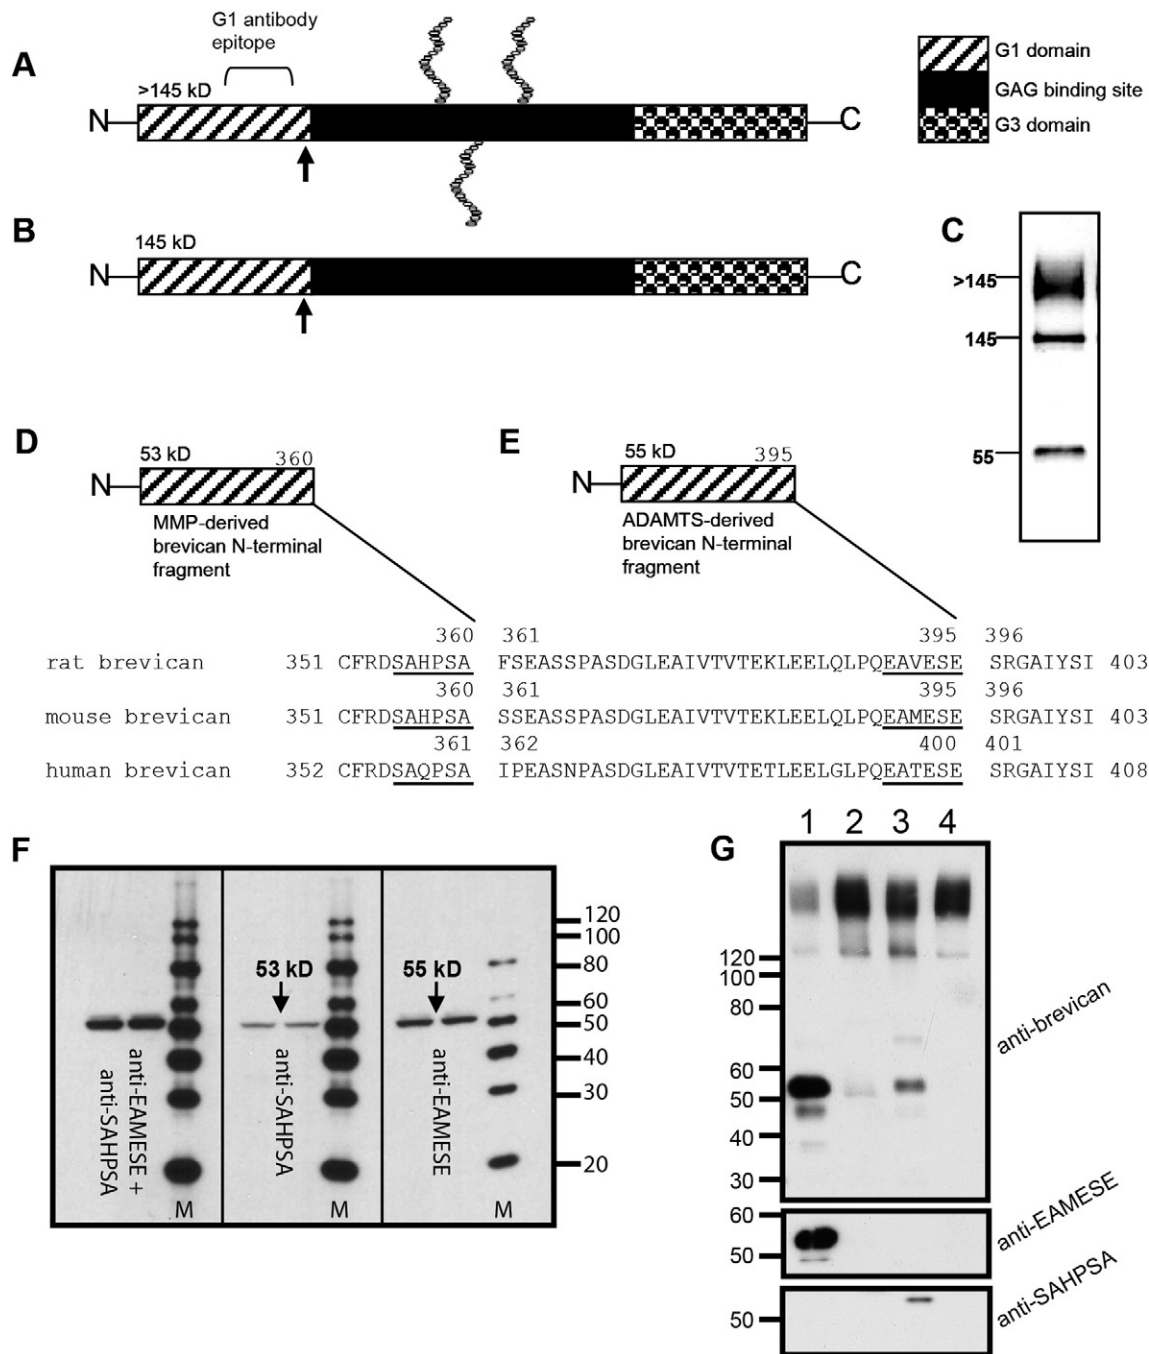 A
G1 antibody
epitope
>145 kD
N
C
G1 domain
GAG binding site
G3 domain
B
145 kD
N
C
C
>145
145
55
D
53 kD
360
N
MMP-derived
brevican N-terminal
fragment
E
55 kD
395
N
ADAMTS-derived
brevican N-terminal
fragment
360 361 395 396
rat brevican 351 CFRDSAHPSA FSEASSPASDGLEAIVTVTEKLEELQLPQEAVESE SRGAIYSI 403
360 361 395 396
mouse brevican 351 CFRDSAHPSA SSEASSPASDGLEAIVTVTEKLEELQLPQEAMESE SRGAIYSI 403
361 362 400 401
human brevican 352 CFRDSAQPSA IPEASNPASDGLEAIVTVTETLEELGLPQEATESE SRGAIYSI 408
F
anti-EAMESE +
anti-SAHPSA
M
53 kD
anti-SAHPSA
M
55 kD
anti-EAMESE
M
120
100
80
60
50
40
30
20
G
1 2 3 4
120
100
80
60
50
40
30
anti-brevican
60
50
anti-EAMESE
50
anti-SAHPSA